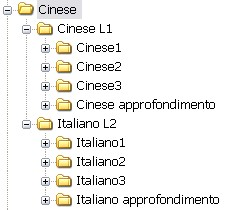 Cinese
Cinese L1
Cinese1
Cinese2
Cinese3
Cinese approfondimento
Italiano L2
Italiano1
Italiano2
Italiano3
Italiano approfondimento